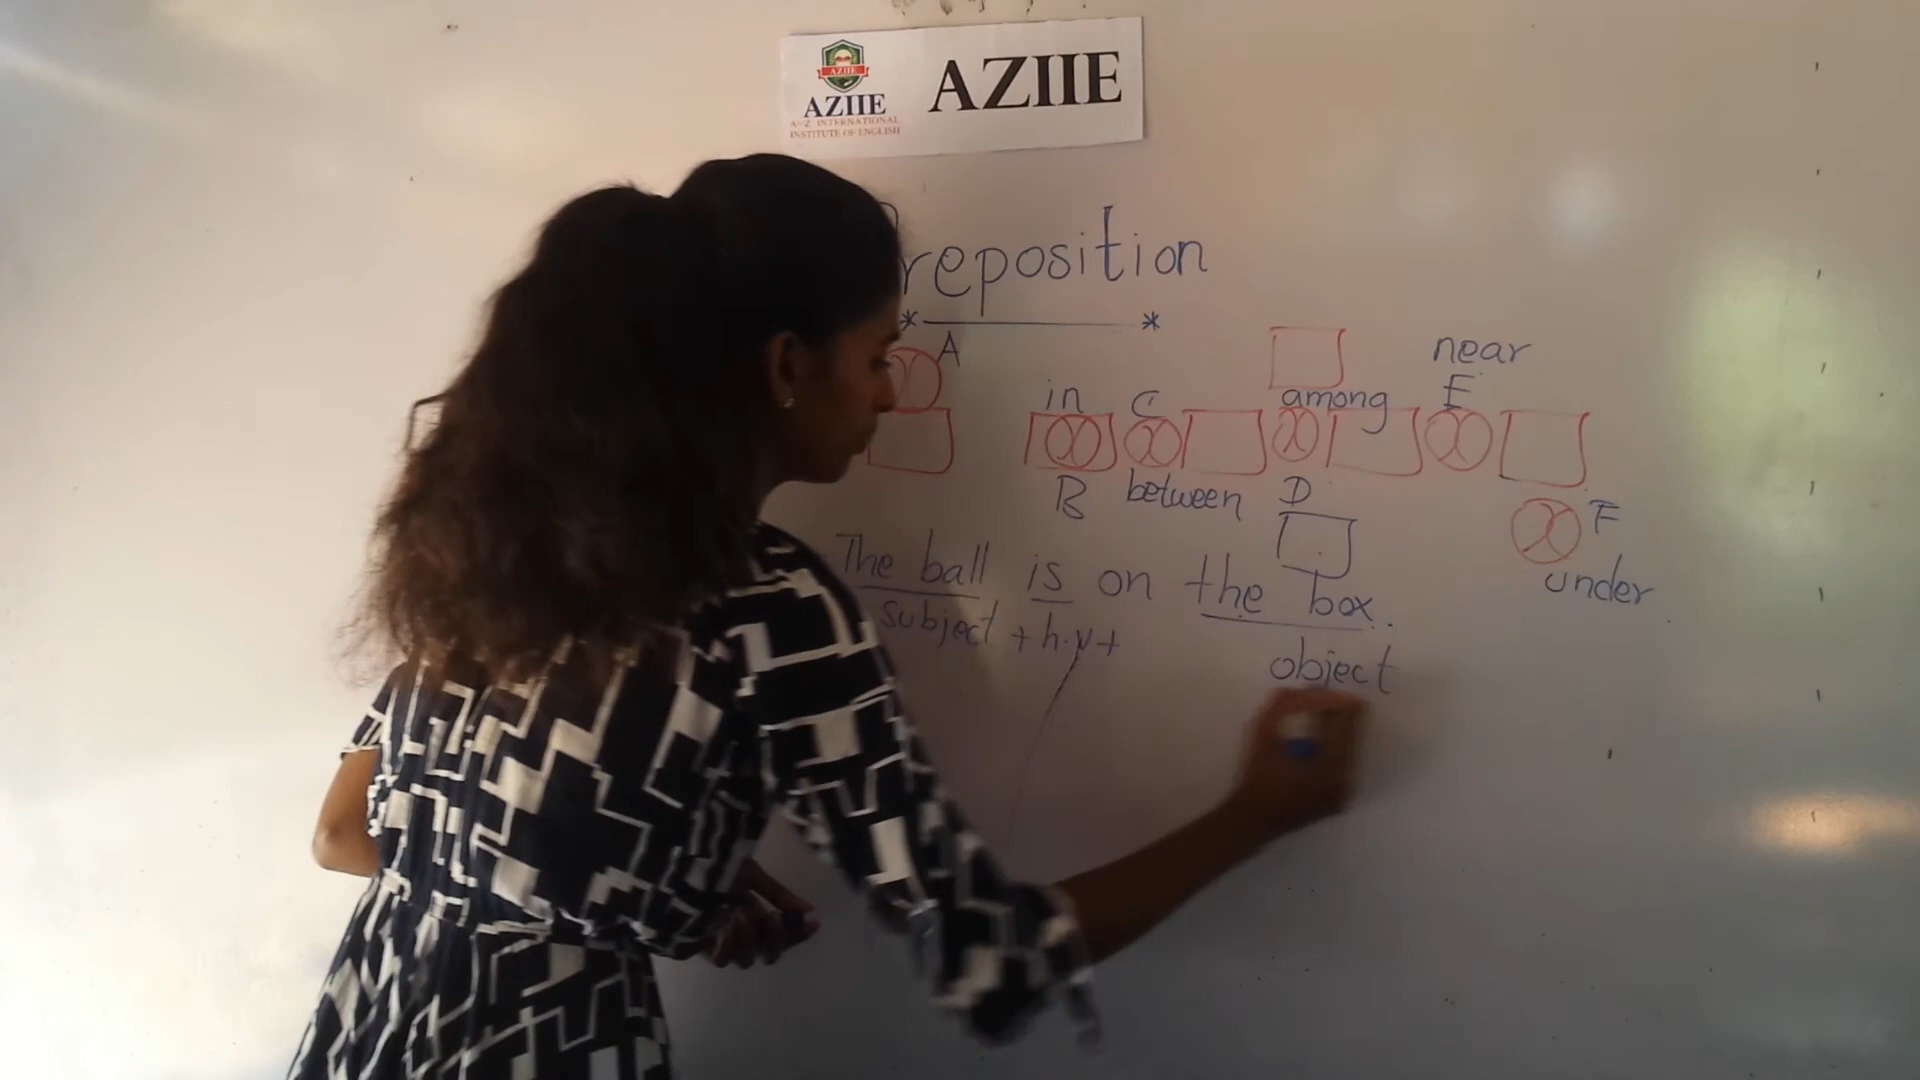 AZIIE
AZIIE
AZIIE
A-Z INTERNATIONAL
INSTITUTE OF ENGLISH
Preposition
A
near
in C among E
B between D
F
under
The ball is on the box.
subject + h.v +
object